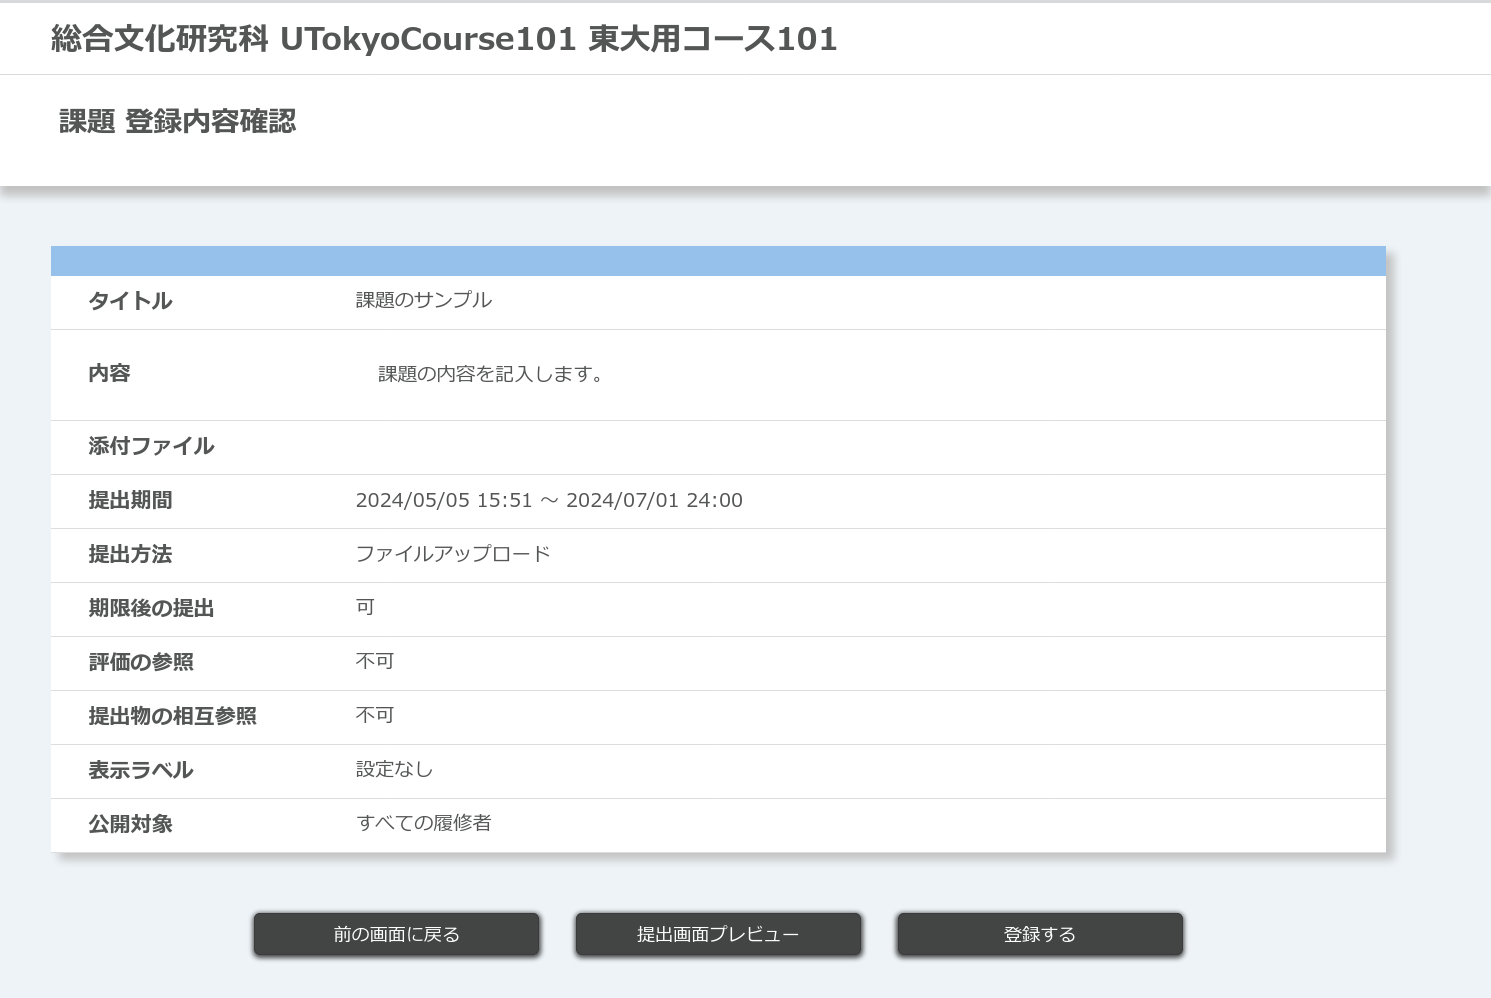 総合文化研究科 UTokyoCourse101 東大用コース101
課題 登録内容確認
タイトル 課題のサンプル
内容 課題の内容を記入します。
添付ファイル
提出期間 2024/05/05 15:51 ～ 2024/07/01 24:00
提出方法 ファイルアップロード
期限後の提出 可
評価の参照 不可
提出物の相互参照 不可
表示ラベル 設定なし
公開対象 すべての履修者
前の画面に戻る 提出画面プレビュー 登録する